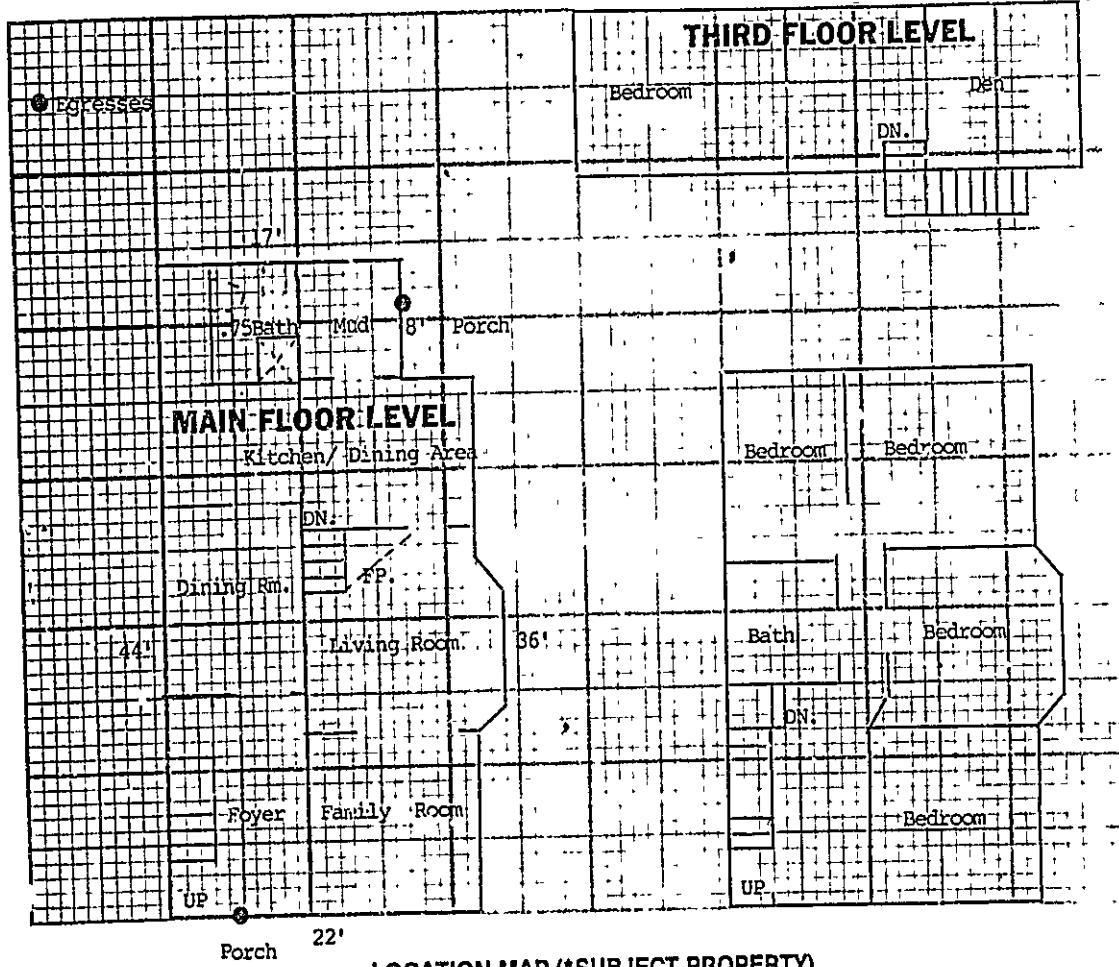 THIRD FLOOR LEVEL
Bedroom
Den
Egresses
DN.
17'
.75Bath
Mud
8'
Porch
MAIN FLOOR LEVEL
Kitchen/ Dining Area
Bedroom
Bedroom
DN.
Dining Rm.
FP.
44'
Living Room.
36'
Bath
Bedroom
DN.
Foyer
Family Room
Bedroom
UP
UP
Porch
22'
LOCATION MAP (*SUBJECT PROPERTY)